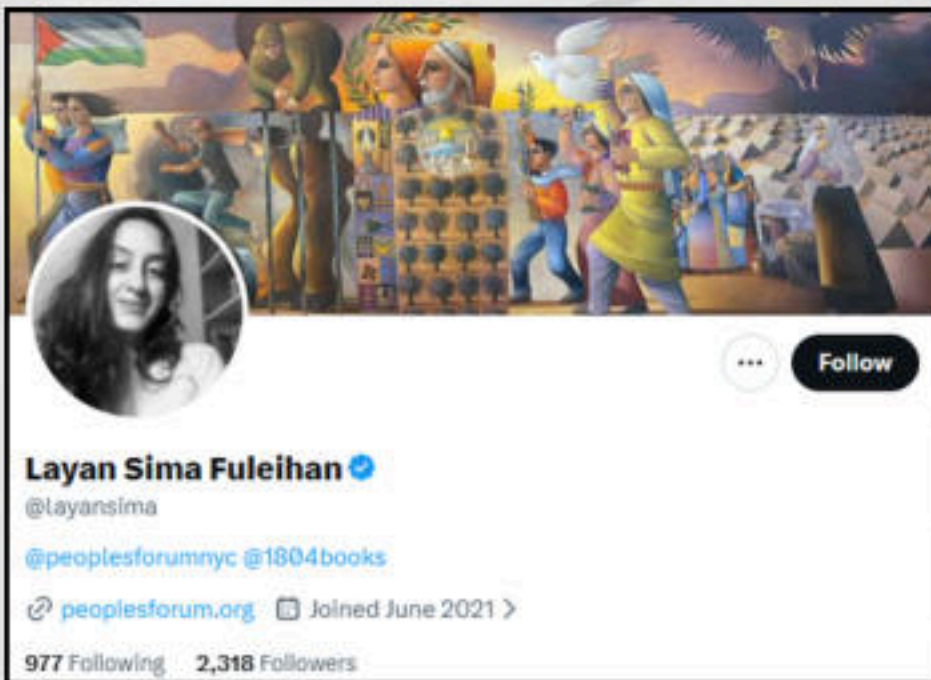 Follow
Layan Sima Fuleihan
@layansima
@peoplesforumnyc @1804books
peoplesforum.org Joined June 2021 >
977 Following 2,318 Followers